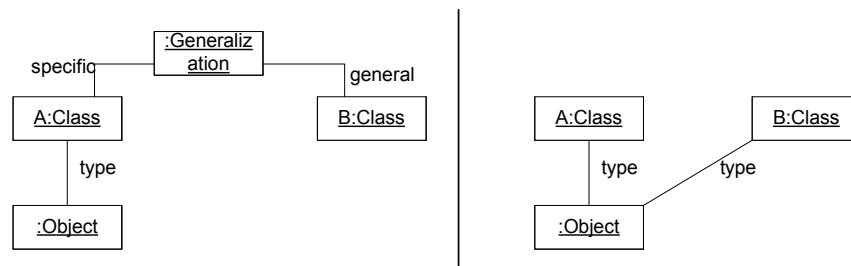 :Generaliz
ation
specific
general
A:Class
B:Class
type
:Object
A:Class
B:Class
type
type
:Object